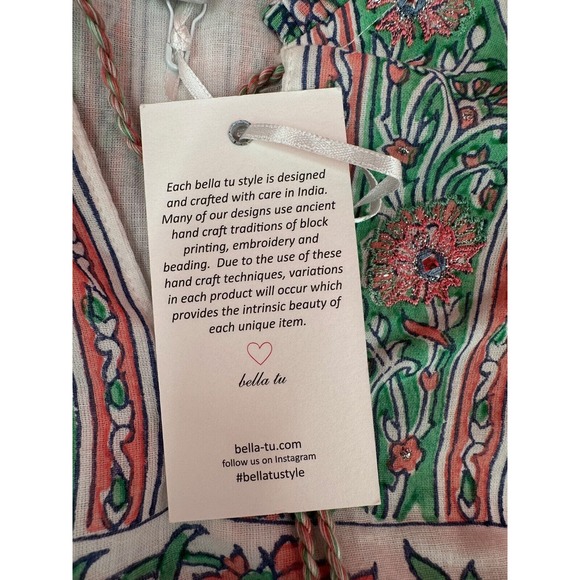 Each bella tu style is designed
and crafted with care in India.
Many of our designs use ancient
hand craft traditions of block
printing, embroidery and
beading.  Due to the use of these
hand craft techniques, variations
in each product will occur which
provides the intrinsic beauty of
each unique item.
bella tu
bella-tu.com
follow us on Instagram
#bellatustyle